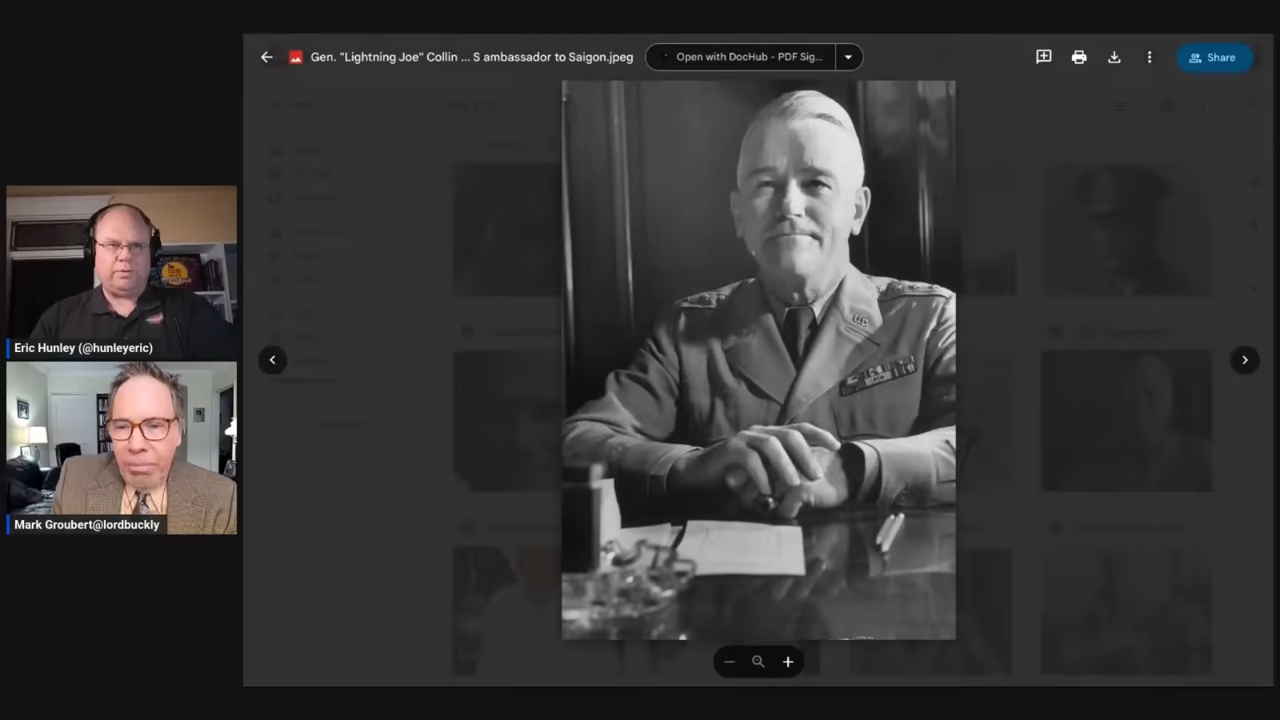 Gen. "Lightning Joe" Collin ... S ambassador to Saigon.jpeg
Open with DocHub - PDF Sig...
Share
Eric Hunley (@hunleyeric)
Mark Groubert@lordbuckly
U.S